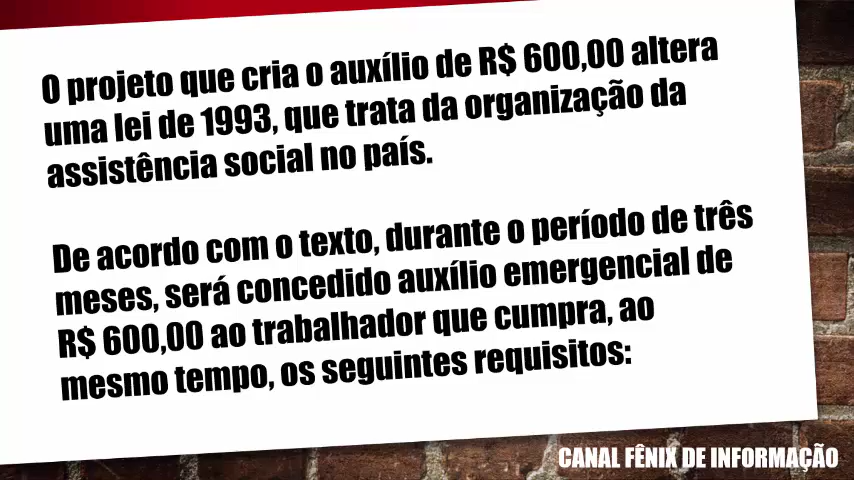 O projeto que cria o auxílio de R$ 600,00 altera
uma lei de 1993, que trata da organização da
assistência social no país.
De acordo com o texto, durante o período de três
meses, será concedido auxílio emergencial de
R$ 600,00 ao trabalhador que cumpra, ao
mesmo tempo, os seguintes requisitos:
CANAL FÊNIX DE INFORMAÇÃO